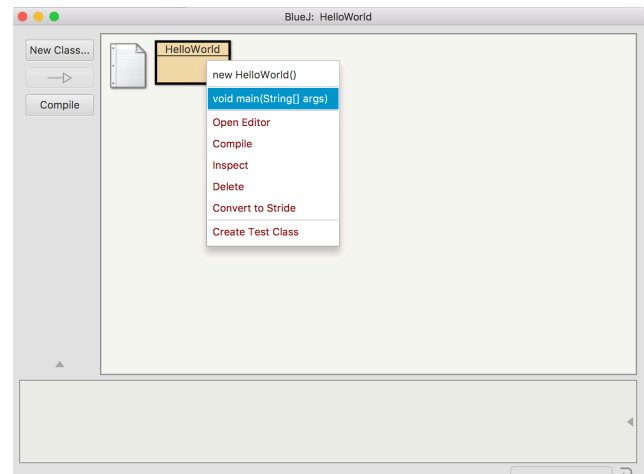 BlueJ: HelloWorld
New Class...
Compile
HelloWorld
new HelloWorld()
void main(String[] args)
Open Editor
Compile
Inspect
Delete
Convert to Stride
Create Test Class